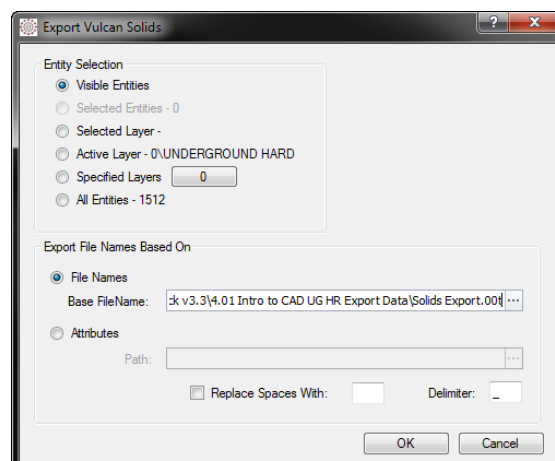 Export Vulcan Solids
Entity Selection
Visible Entities
Selected Entities - 0
Selected Layer -
Active Layer - 0\UNDERGROUND HARD
Specified Layers 0
All Entities - 1512
Export File Names Based On
File Names
Base FileName: :k v3.3\4.01 Intro to CAD UG HR Export Data\Solids Export.00t ...
Attributes
Path: ...
Replace Spaces With: Delimiter: _
OK Cancel